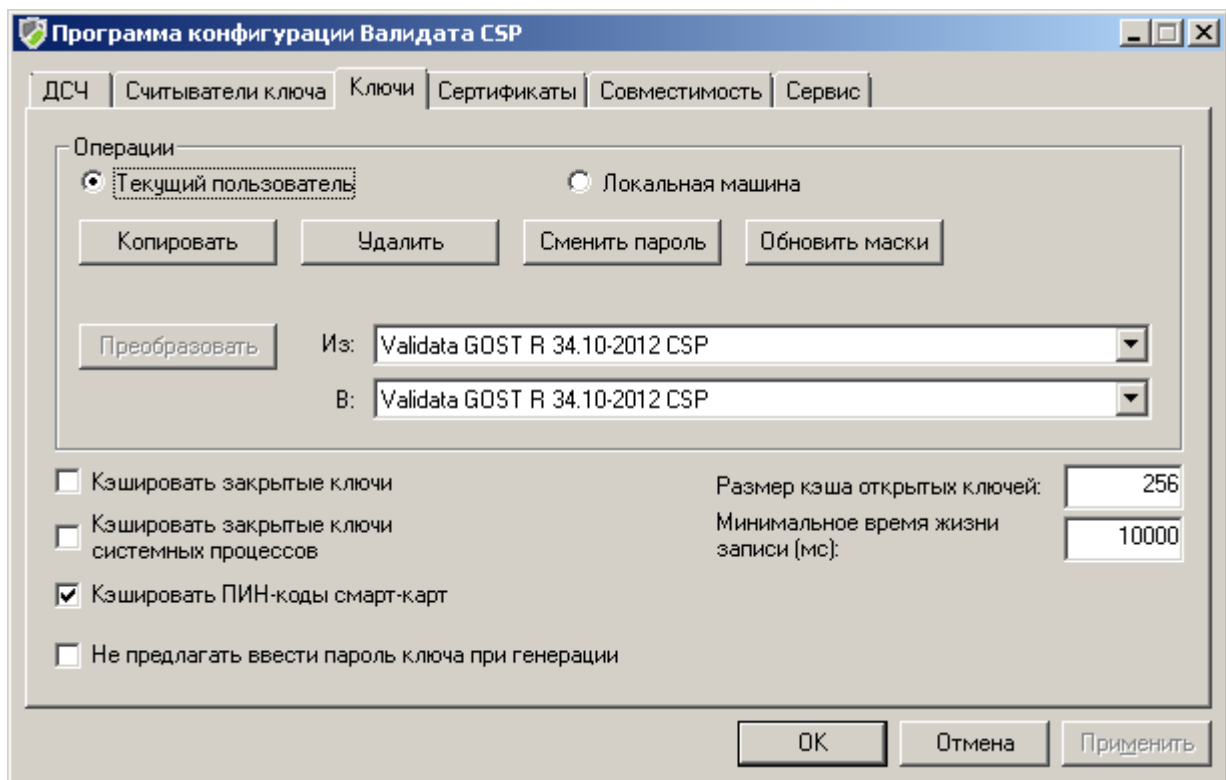 Программа конфигурации Валидата CSP
ДСЧ Считыватели ключа Ключи Сертификаты Совместимость Сервис
Операции
Текущий пользователь Локальная машина
Копировать Удалить Сменить пароль Обновить маски
Преобразовать Из: Validata GOST R 34.10-2012 CSP
В: Validata GOST R 34.10-2012 CSP
Кэшировать закрытые ключи Размер кэша открытых ключей: 256
Кэшировать закрытые ключи
системных процессов
Минимальное время жизни
записи (мс): 10000
Кэшировать ПИН-коды смарт-карт
Не предлагать ввести пароль ключа при генерации
OK Отмена Применить